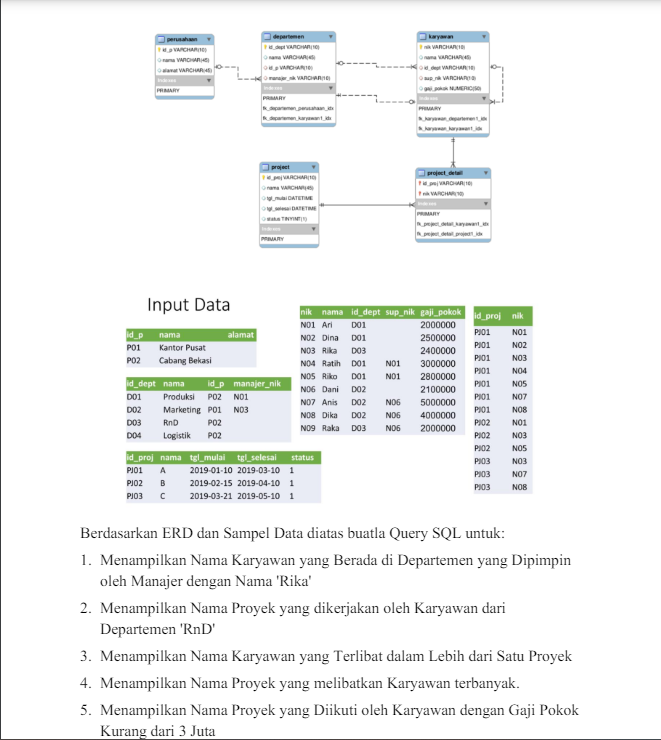 perusahaan
id_p VARCHAR(10)
nama VARCHAR(45)
alamat VARCHAR(45)
Indexes
PRIMARY
departemen
id_dept VARCHAR(10)
nama VARCHAR(45)
id_p VARCHAR(10)
manajer_nik VARCHAR(10)
Indexes
PRIMARY
fk_departemen_perusahaan_idx
fk_departemen_karyawan1_idx
karyawan
nik VARCHAR(10)
nama VARCHAR(45)
id_dept VARCHAR(10)
sup_nik VARCHAR(10)
gaji_pokok NUMERIC(50)
Indexes
PRIMARY
fk_karyawan_departemen1_idx
fk_karyawan_karyawan1_idx
project
id_proj VARCHAR(10)
nama VARCHAR(45)
tgl_mulai DATETIME
tgl_selesai DATETIME
status TINYINT(1)
Indexes
PRIMARY
project_detail
id_proj VARCHAR(10)
nik VARCHAR(10)
Indexes
PRIMARY
fk_project_detail_karyawan1_idx
fk_project_detail_project1_idx
Input Data
id_p nama alamat
P01 Kantor Pusat
P02 Cabang Bekasi
id_dept nama id_p manajer_nik
D01 Produksi P02 N01
D02 Marketing P01 N03
D03 RnD P02
D04 Logistik P02
id_proj nama tgl_mulai tgl_selesai status
PJ01 A 2019-01-10 2019-03-10 1
PJ02 B 2019-02-15 2019-04-10 1
PJ03 C 2019-03-21 2019-05-10 1
nik nama id_dept sup_nik gaji_pokok
N01 Ari D01 2000000
N02 Dina D01 2500000
N03 Rika D03 2400000
N04 Ratih D01 N01 3000000
N05 Riko D01 N01 2800000
N06 Dani D02 2100000
N07 Anis D02 N06 5000000
N08 Dika D02 N06 4000000
N09 Raka D03 N06 2000000
id_proj nik
PJ01 N01
PJ01 N02
PJ01 N03
PJ01 N04
PJ01 N05
PJ01 N07
PJ01 N08
PJ02 N01
PJ02 N03
PJ02 N05
PJ03 N03
PJ03 N07
PJ03 N08
Berdasarkan ERD dan Sampel Data diatas buatla Query SQL untuk:
1. Menampilkan Nama Karyawan yang Berada di Departemen yang Dipimpin
oleh Manajer dengan Nama 'Rika'
2. Menampilkan Nama Proyek yang dikerjakan oleh Karyawan dari
Departemen 'RnD'
3. Menampilkan Nama Karyawan yang Terlibat dalam Lebih dari Satu Proyek
4. Menampilkan Nama Proyek yang melibatkan Karyawan terbanyak.
5. Menampilkan Nama Proyek yang Diikuti oleh Karyawan dengan Gaji Pokok
Kurang dari 3 Juta